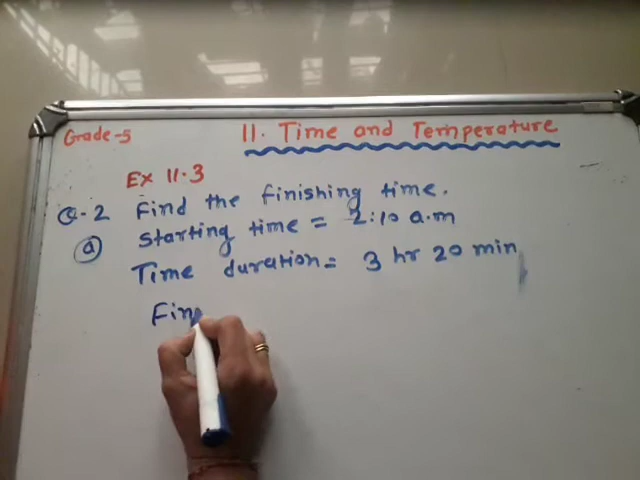 Grade-5
11. Time and Temperature
Ex 11.3
Q-2 Find the finishing time.
(a) Starting time = 2:10 a.m
Time duration = 3 hr 20 min
Fin